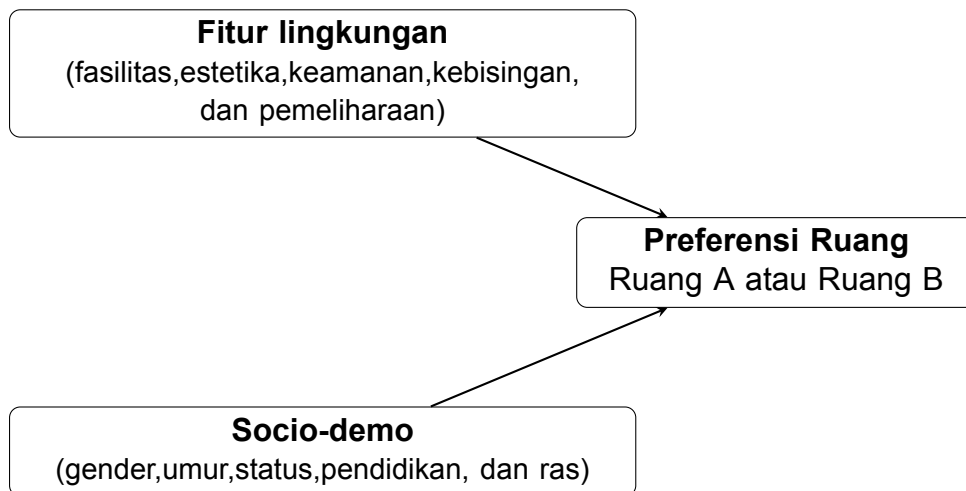 Fitur lingkungan
(fasilitas,estetika,keamanan,kebisingan,
dan pemeliharaan)
Preferensi Ruang
Ruang A atau Ruang B
Socio-demo
(gender,umur,status,pendidikan, dan ras)